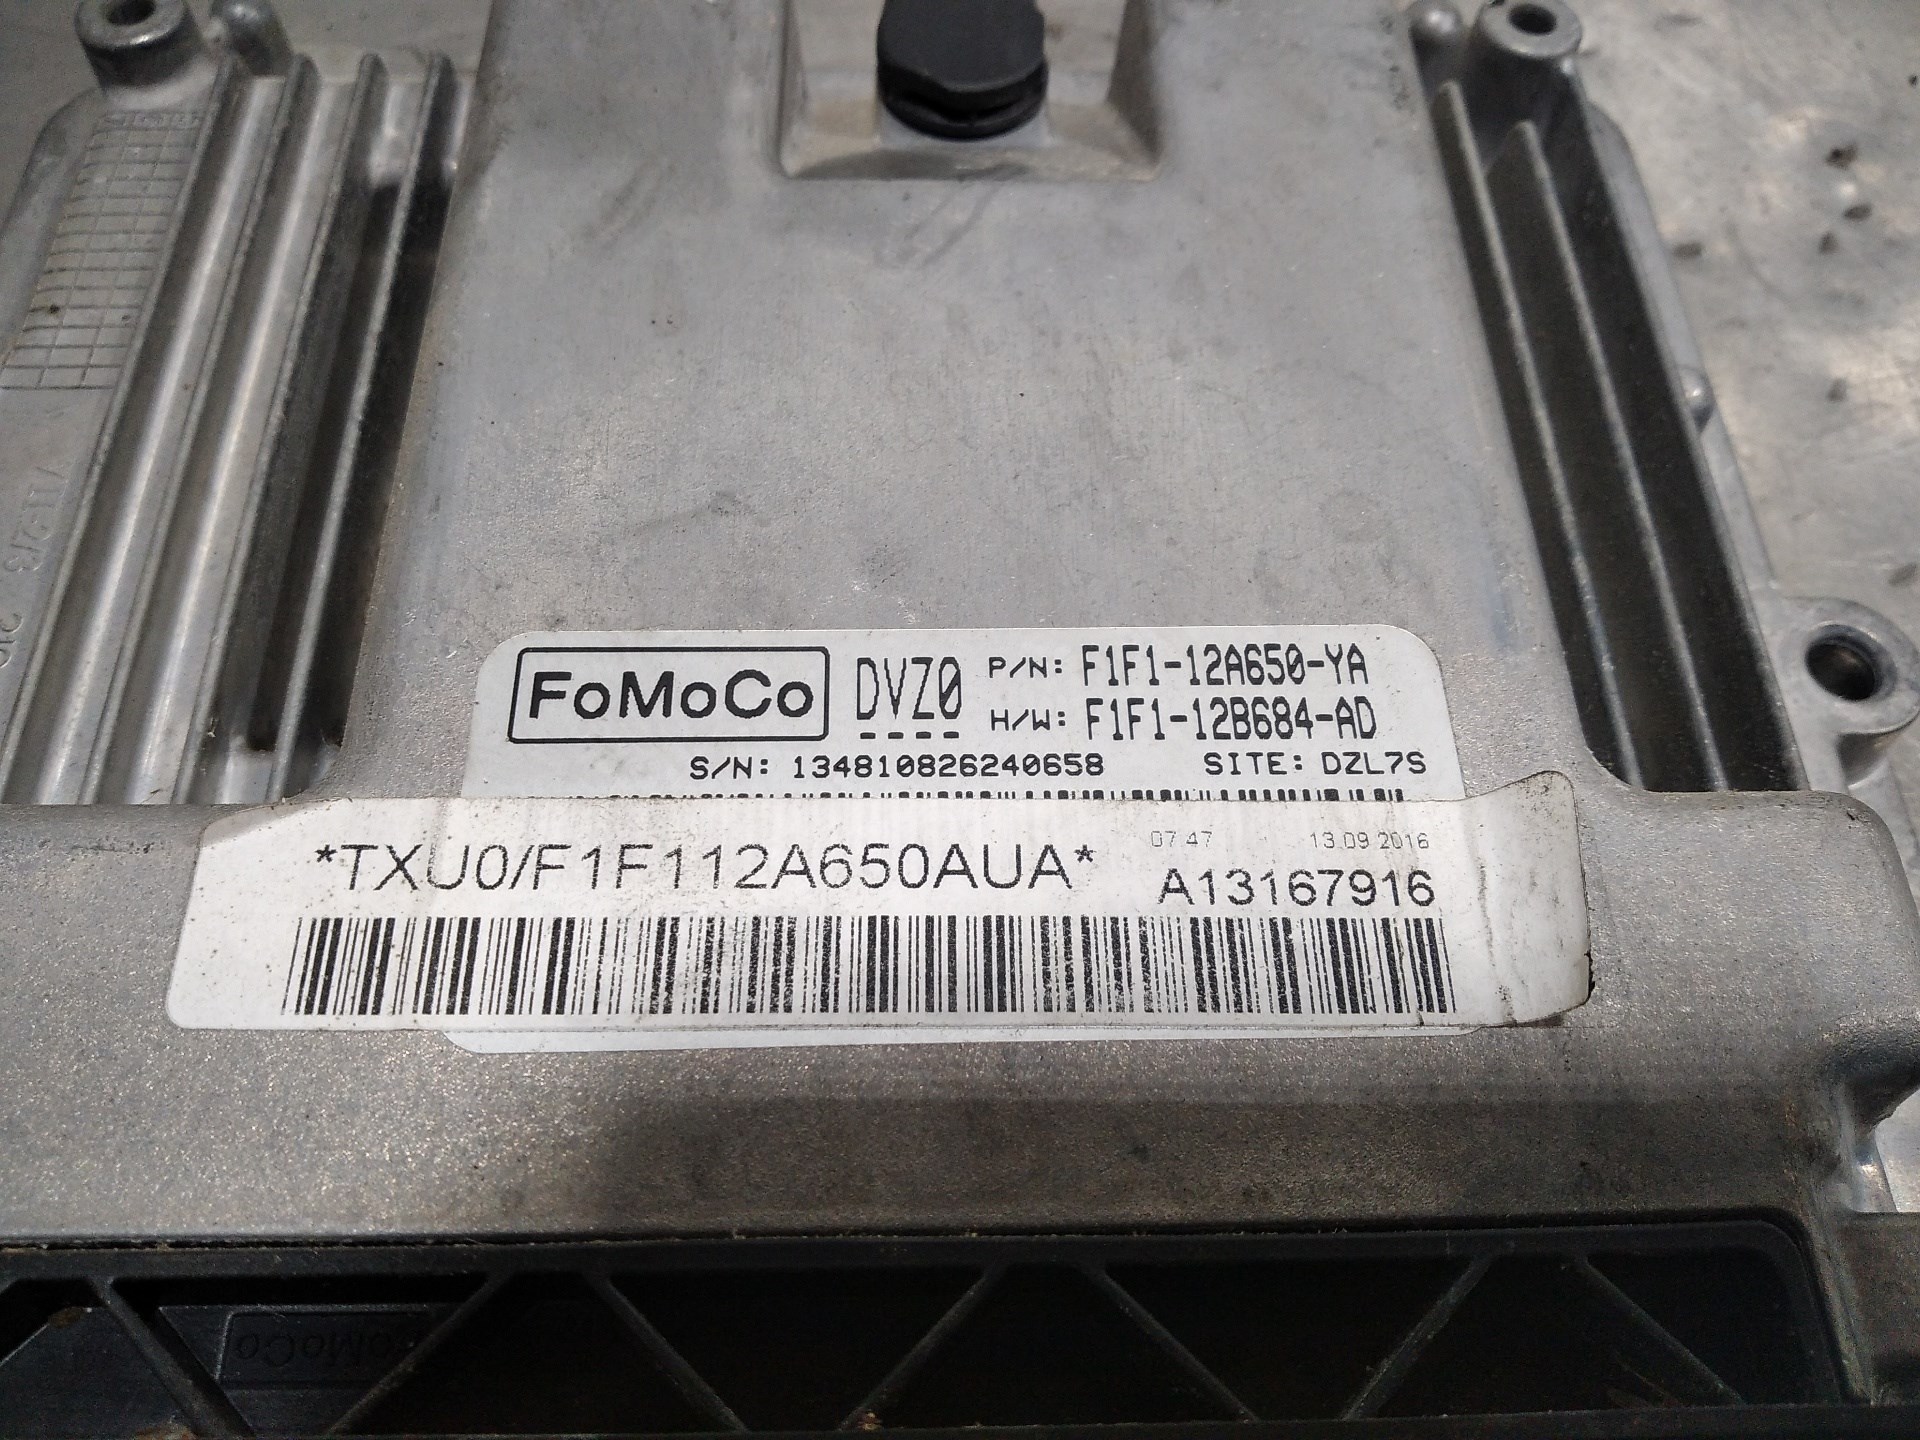 FoMoCo DVZ0 P/N: F1F1-12A650-YA
H/W: F1F1-12B684-AD
S/N: 134810826240658 SITE: DZL7S
07:47 13.09.2016
*TXU0/F1F112A650AUA* A13167916
FoMoCo